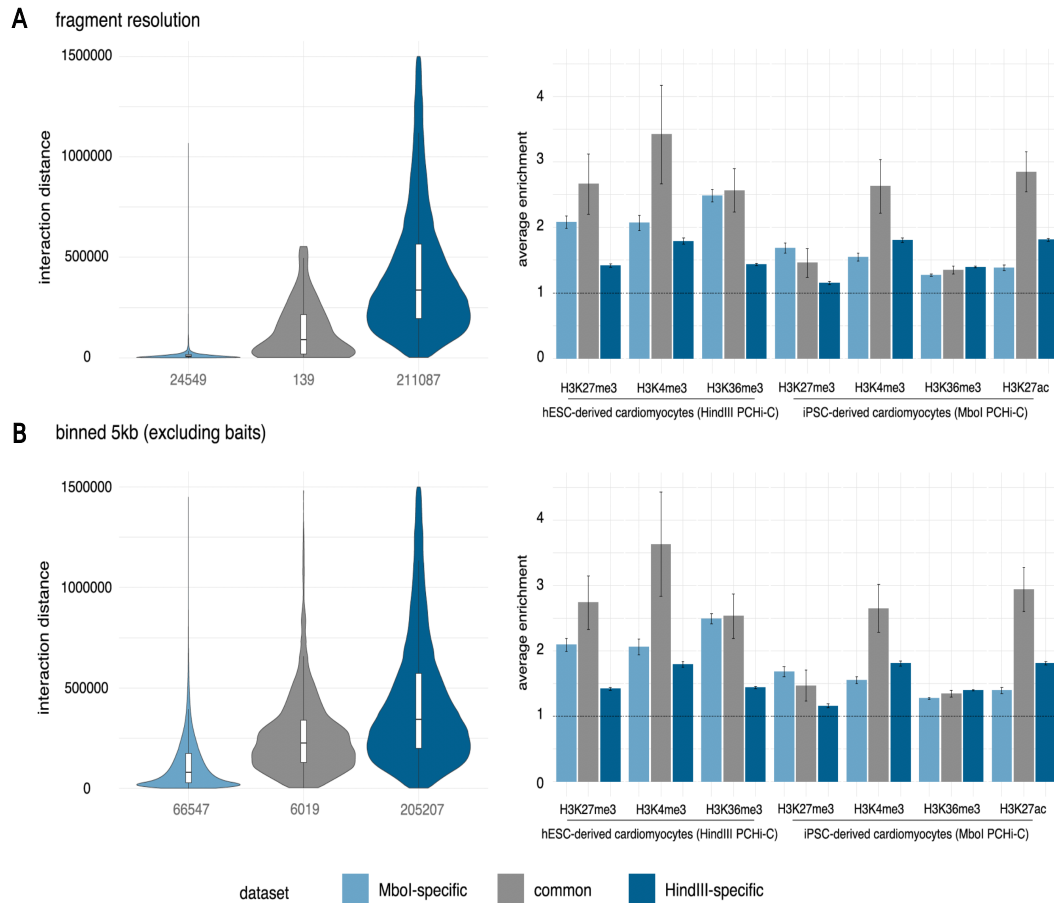 A fragment resolution
1500000
1000000
500000
0
interaction distance
24549 139 211087
4
3
2
1
0
average enrichment
H3K27me3 H3K4me3 H3K36me3 H3K27me3 H3K4me3 H3K36me3 H3K27ac
hESC-derived cardiomyocytes (HindIII PCHi-C) iPSC-derived cardiomyocytes (MboI PCHi-C)
B binned 5kb (excluding baits)
1500000
1000000
500000
0
interaction distance
66547 6019 205207
4
3
2
1
0
average enrichment
H3K27me3 H3K4me3 H3K36me3 H3K27me3 H3K4me3 H3K36me3 H3K27ac
hESC-derived cardiomyocytes (HindIII PCHi-C) iPSC-derived cardiomyocytes (MboI PCHi-C)
dataset MboI-specific common HindIII-specific